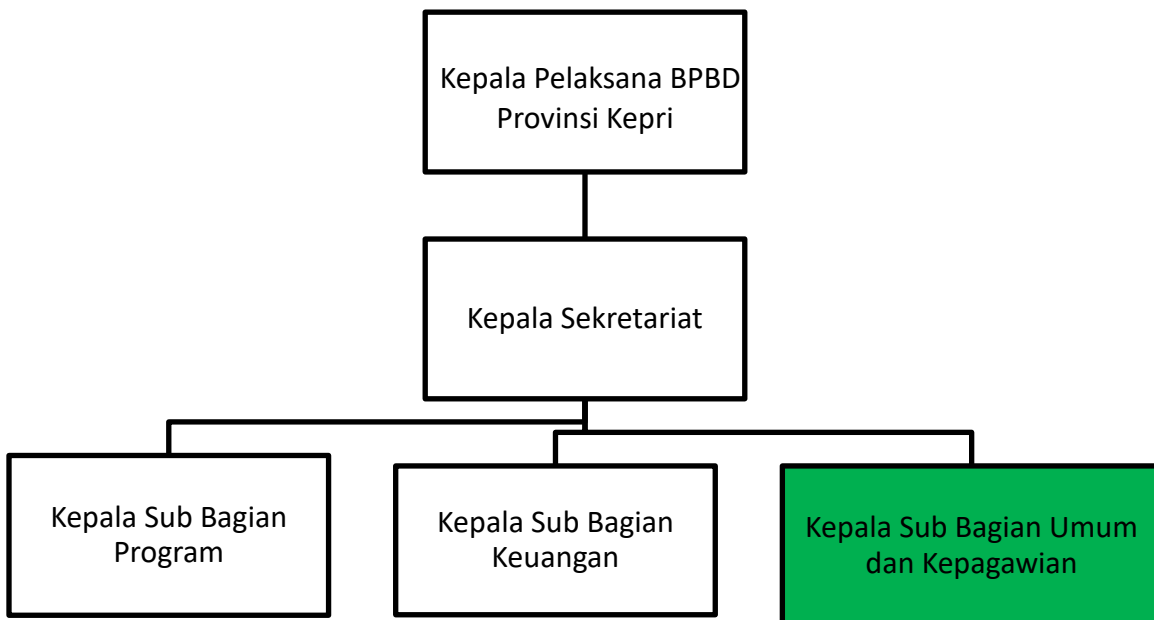 Kepala Pelaksana BPBD
Provinsi Kepri
Kepala Sekretariat
Kepala Sub Bagian
Program
Kepala Sub Bagian
Keuangan
Kepala Sub Bagian Umum
dan Kepagawian